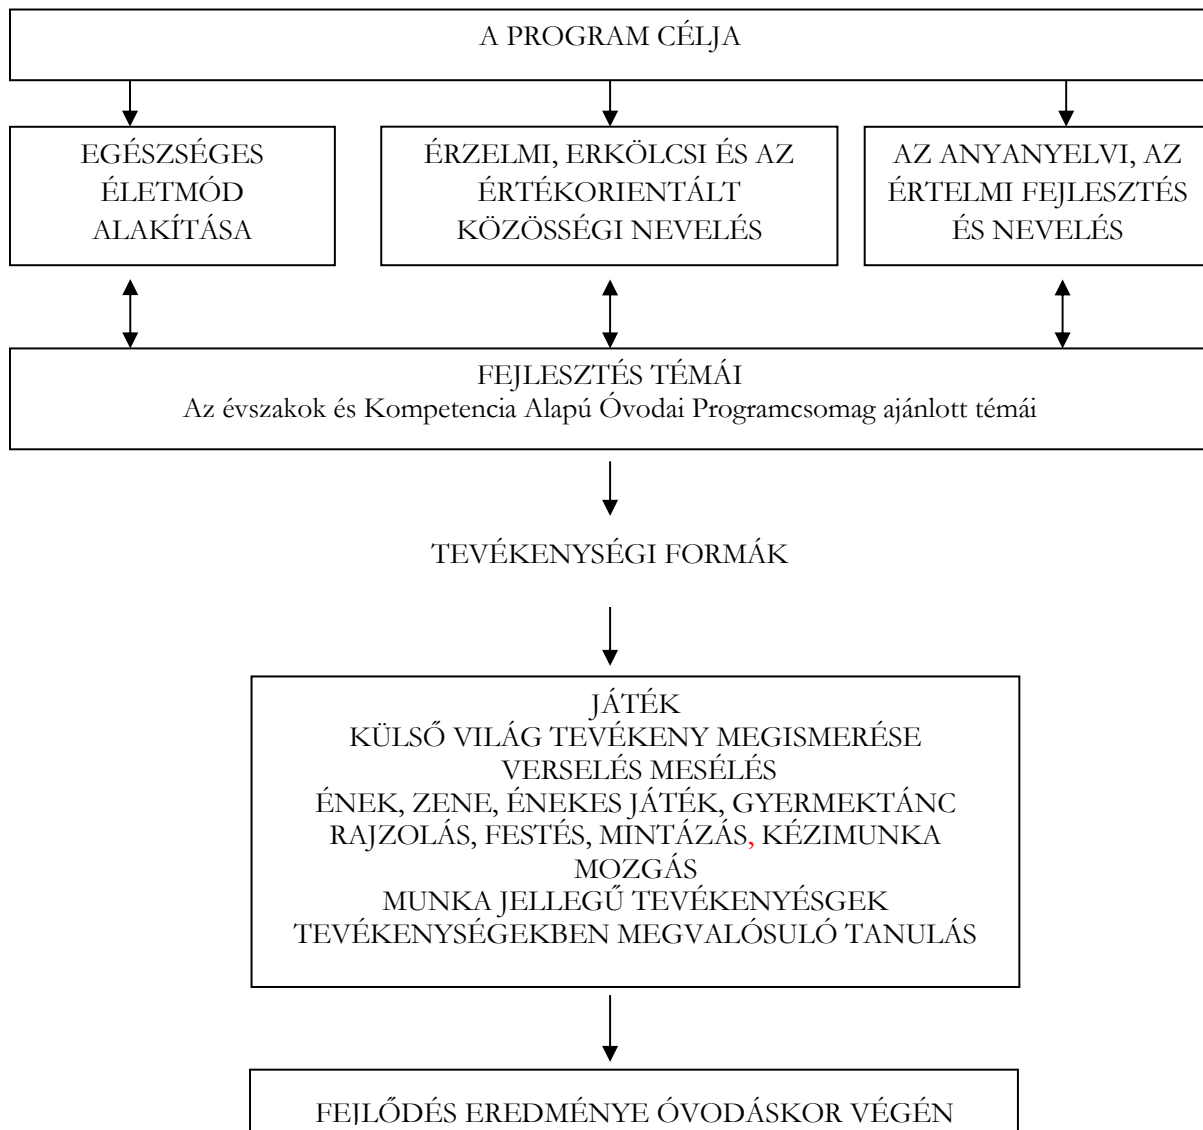 A PROGRAM CÉLJA
EGÉSZSÉGES
ÉLETMÓD
ALAKÍTÁSA
ÉRZELMI, ERKÖLCSI ÉS AZ
ÉRTÉKORIENTÁLT
KÖZÖSSÉGI NEVELÉS
AZ ANYANYELVI, AZ
ÉRTELMI FEJLESZTÉS
ÉS NEVELÉS
FEJLESZTÉS TÉMÁI
Az évszakok és Kompetencia Alapú Óvodai Programcsomag ajánlott témái
TEVÉKENYSÉGI FORMÁK
JÁTÉK
KÜLSŐ VILÁG TEVÉKENY MEGISMERÉSE
VERSELÉS MESÉLÉS
ÉNEK, ZENE, ÉNEKES JÁTÉK, GYERMEKTÁNC
RAJZOLÁS, FESTÉS, MINTÁZÁS, KÉZIMUNKA
MOZGÁS
MUNKA JELLEGŰ TEVÉKENYÉSGEK
TEVÉKENYSÉGEKBEN MEGVALÓSULÓ TANULÁS
FEJLŐDÉS EREDMÉNYE ÓVODÁSKOR VÉGÉN